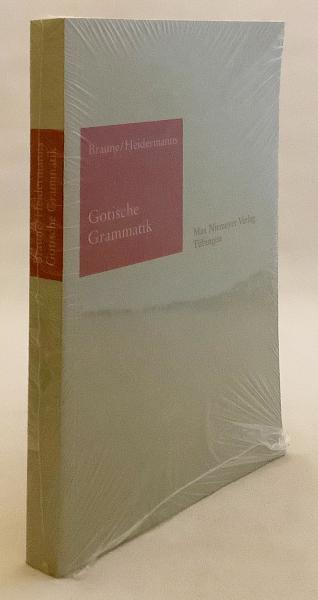 Braune/Heidermanns
Gotische Grammatik
Braune/Heidermanns
Gotische
Grammatik
Max Niemeyer Verlag
Tübingen